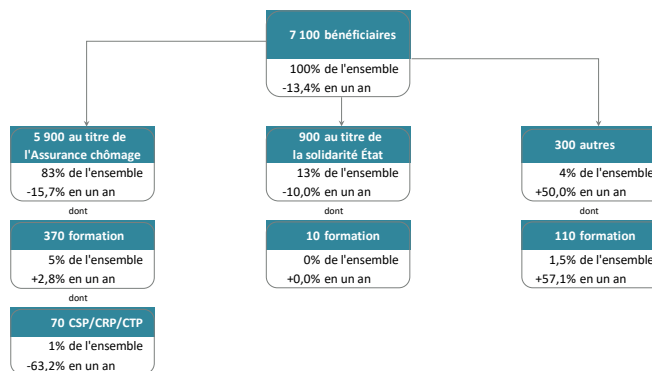 7 100 bénéficiaires
100% de l'ensemble
-13,4% en un an
5 900 au titre de
l'Assurance chômage
83% de l'ensemble
-15,7% en un an
dont
370 formation
5% de l'ensemble
+2,8% en un an
dont
70 CSP/CRP/CTP
1% de l'ensemble
-63,2% en un an
900 au titre de
la solidarité État
13% de l'ensemble
-10,0% en un an
dont
10 formation
0% de l'ensemble
+0,0% en un an
300 autres
4% de l'ensemble
+50,0% en un an
dont
110 formation
1,5% de l'ensemble
+57,1% en un an